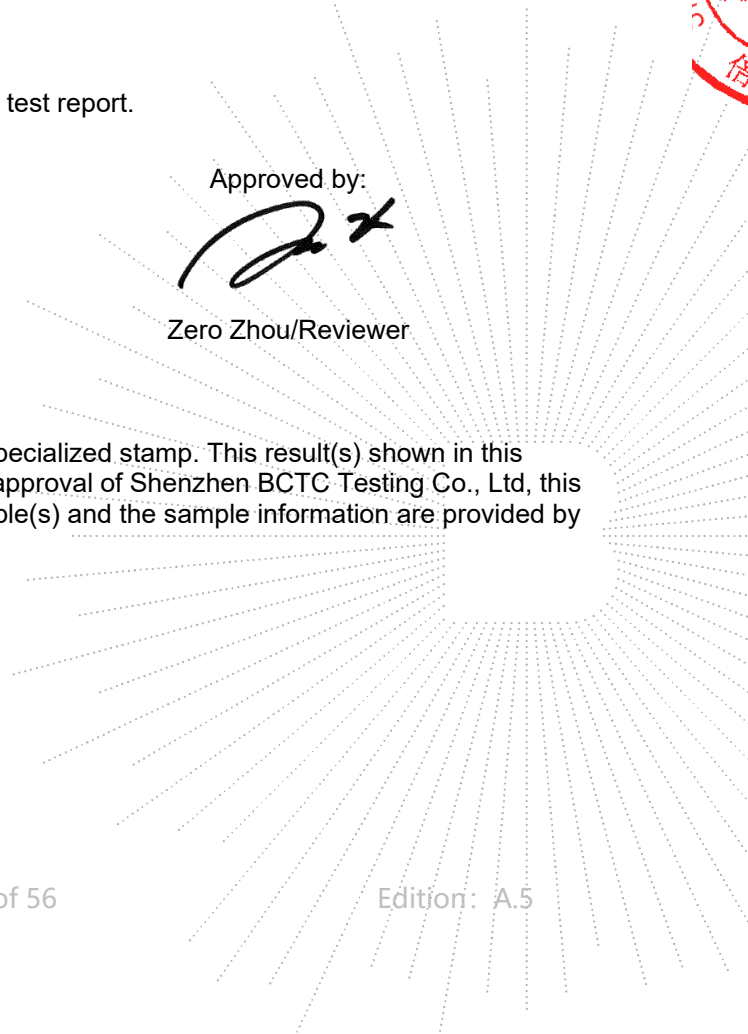 test report.
Approved by:
Zero Zhou/Reviewer
pecialized stamp. This result(s) shown in this
approval of Shenzhen BCTC Testing Co., Ltd, this
ple(s) and the sample information are provided by
of 56
Edition：A.5